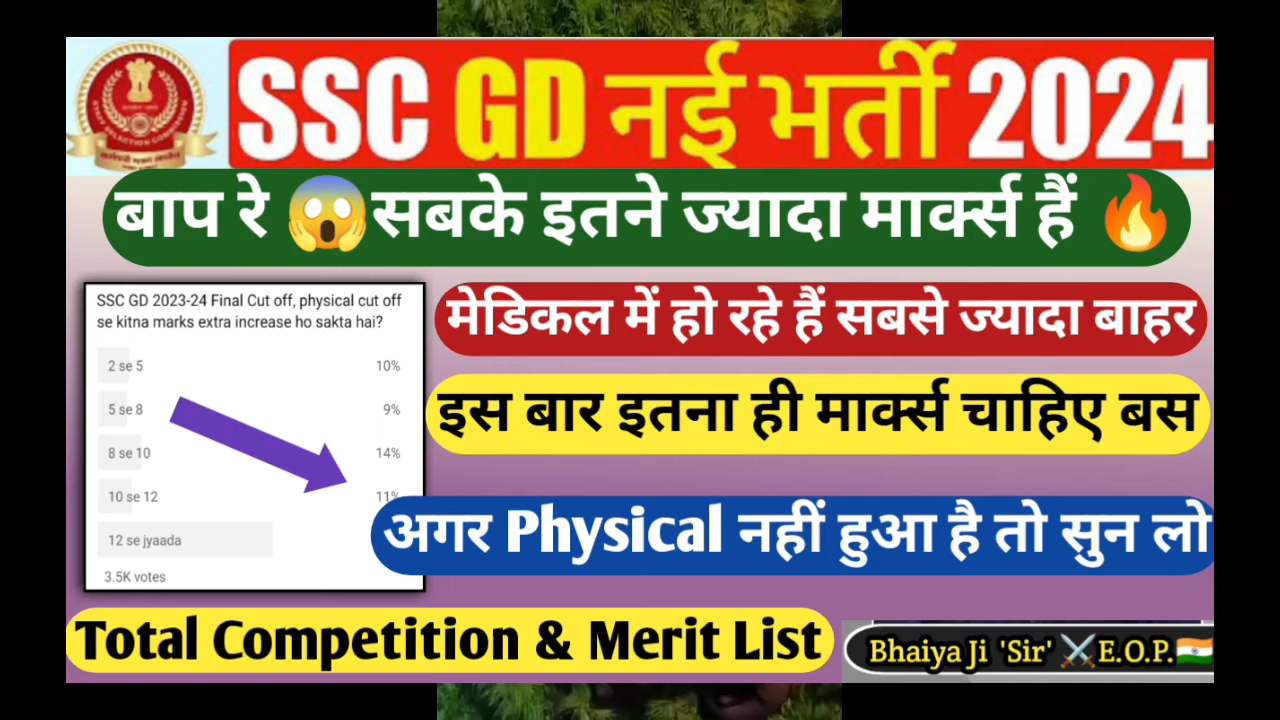 SSC GD नई भर्ती 2024
बाप रे 😱 सबके इतने ज्यादा मार्क्स हैं 🔥
SSC GD 2023-24 Final Cut off, physical cut off
se kitna marks extra increase ho sakta hai?
2 se 5 10%
5 se 8 9%
8 se 10 14%
10 se 12 11%
12 se jyaada
3.5K votes
मेडिकल में हो रहे हैं सबसे ज्यादा बाहर
इस बार इतना ही मार्क्स चाहिए बस
अगर Physical नहीं हुआ है तो सुन लो
Total Competition & Merit List
Bhaiya Ji 'Sir' ⚔️ E.O.P. 🇮🇳